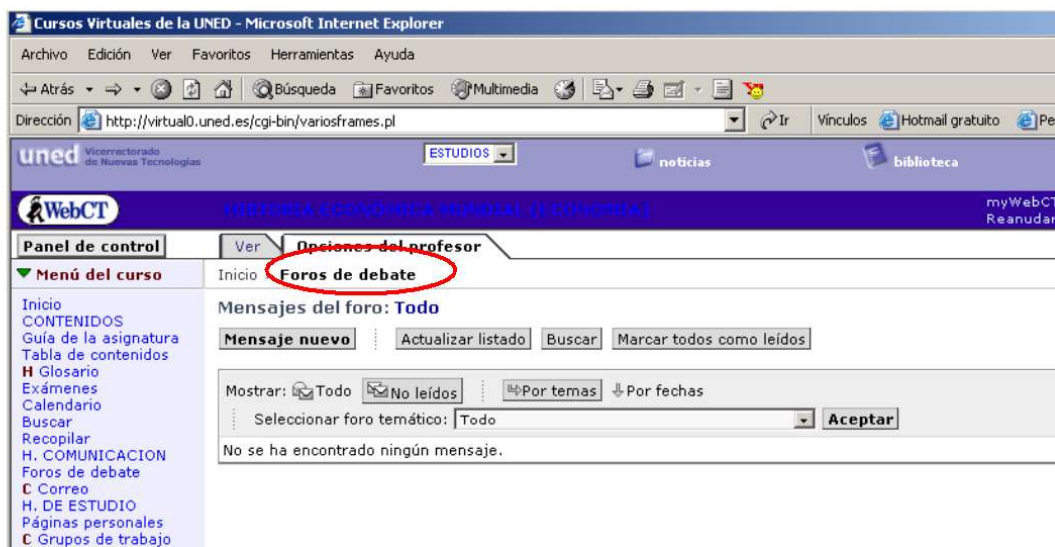 Cursos Virtuales de la UNED - Microsoft Internet Explorer
Archivo Edición Ver Favoritos Herramientas Ayuda
Atrás Búsqueda Favoritos Multimedia
Dirección http://virtual0.uned.es/cgi-bin/variosframes.pl Ir Vínculos Hotmail gratuito Pe
uned Vicerrectorado de Nuevas Tecnologías ESTUDIOS noticias biblioteca
WebCT HISTORIA ECONÓMICA MUNDIAL (ECONOMIA) myWebCT
Reanudar
Panel de control Ver Opciones del profesor
Menú del curso Inicio Foros de debate
Inicio
CONTENIDOS
Guía de la asignatura
Tabla de contenidos
H Glosario
Exámenes
Calendario
Buscar
Recopilar
H. COMUNICACION
Foros de debate
C Correo
H. DE ESTUDIO
Páginas personales
C Grupos de trabajo
Mensajes del foro: Todo
Mensaje nuevo Actualizar listado Buscar Marcar todos como leídos
Mostrar: Todo No leídos Por temas Por fechas
Seleccionar foro temático: Todo Aceptar
No se ha encontrado ningún mensaje.